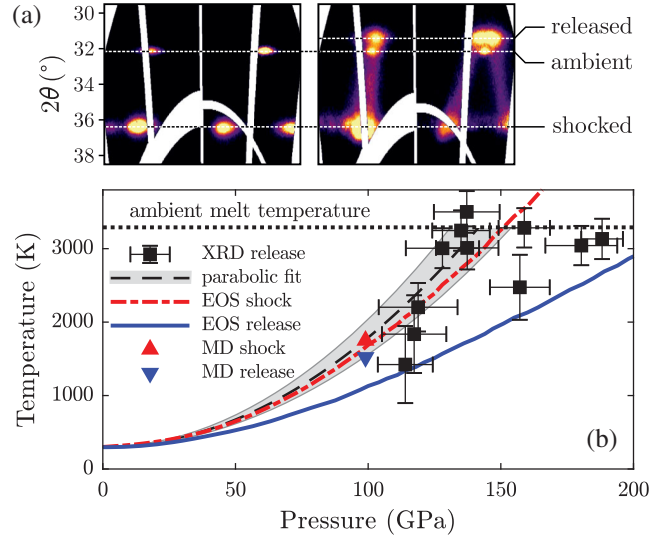 (a)
2θ (°)
30
32
34
36
38
released
ambient
shocked
ambient melt temperature
XRD release
parabolic fit
EOS shock
EOS release
MD shock
MD release
(b)
Temperature (K)
3000
2000
1000
0
0
50
100
150
200
Pressure (GPa)